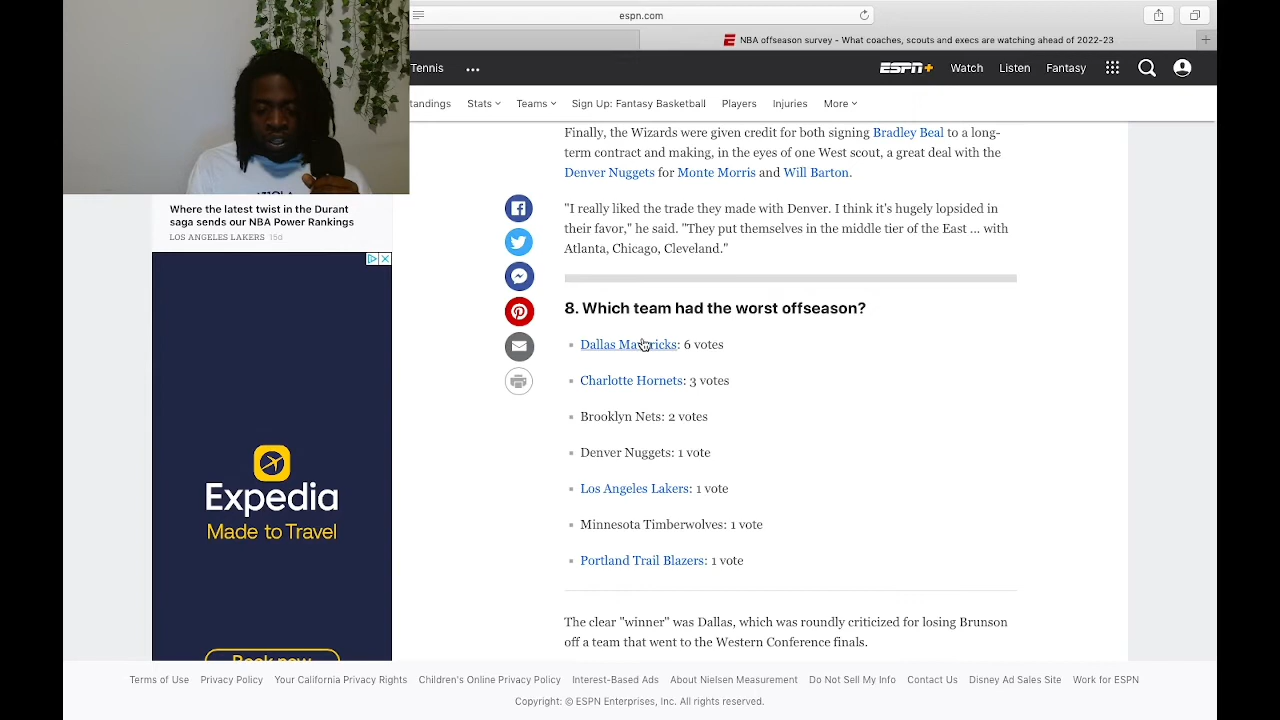 espn.com
NBA offseason survey - What coaches, scouts and execs are watching ahead of 2022-23
Tennis
ESPN+ Watch Listen Fantasy
Stats Teams Sign Up: Fantasy Basketball Players Injuries More
Finally, the Wizards were given credit for both signing Bradley Beal to a long-
term contract and making, in the eyes of one West scout, a great deal with the
Denver Nuggets for Monte Morris and Will Barton.
"I really liked the trade they made with Denver. I think it's hugely lopsided in
their favor," he said. "They put themselves in the middle tier of the East ... with
Atlanta, Chicago, Cleveland."
Where the latest twist in the Durant
saga sends our NBA Power Rankings
LOS ANGELES LAKERS 15d
Expedia
Made to Travel
Book now
8. Which team had the worst offseason?
Dallas Mavericks: 6 votes
Charlotte Hornets: 3 votes
Brooklyn Nets: 2 votes
Denver Nuggets: 1 vote
Los Angeles Lakers: 1 vote
Minnesota Timberwolves: 1 vote
Portland Trail Blazers: 1 vote
The clear "winner" was Dallas, which was roundly criticized for losing Brunson
off a team that went to the Western Conference finals.
Terms of Use Privacy Policy Your California Privacy Rights Children's Online Privacy Policy Interest-Based Ads About Nielsen Measurement Do Not Sell My Info Contact Us Disney Ad Sales Site Work for ESPN
Copyright: © ESPN Enterprises, Inc. All rights reserved.